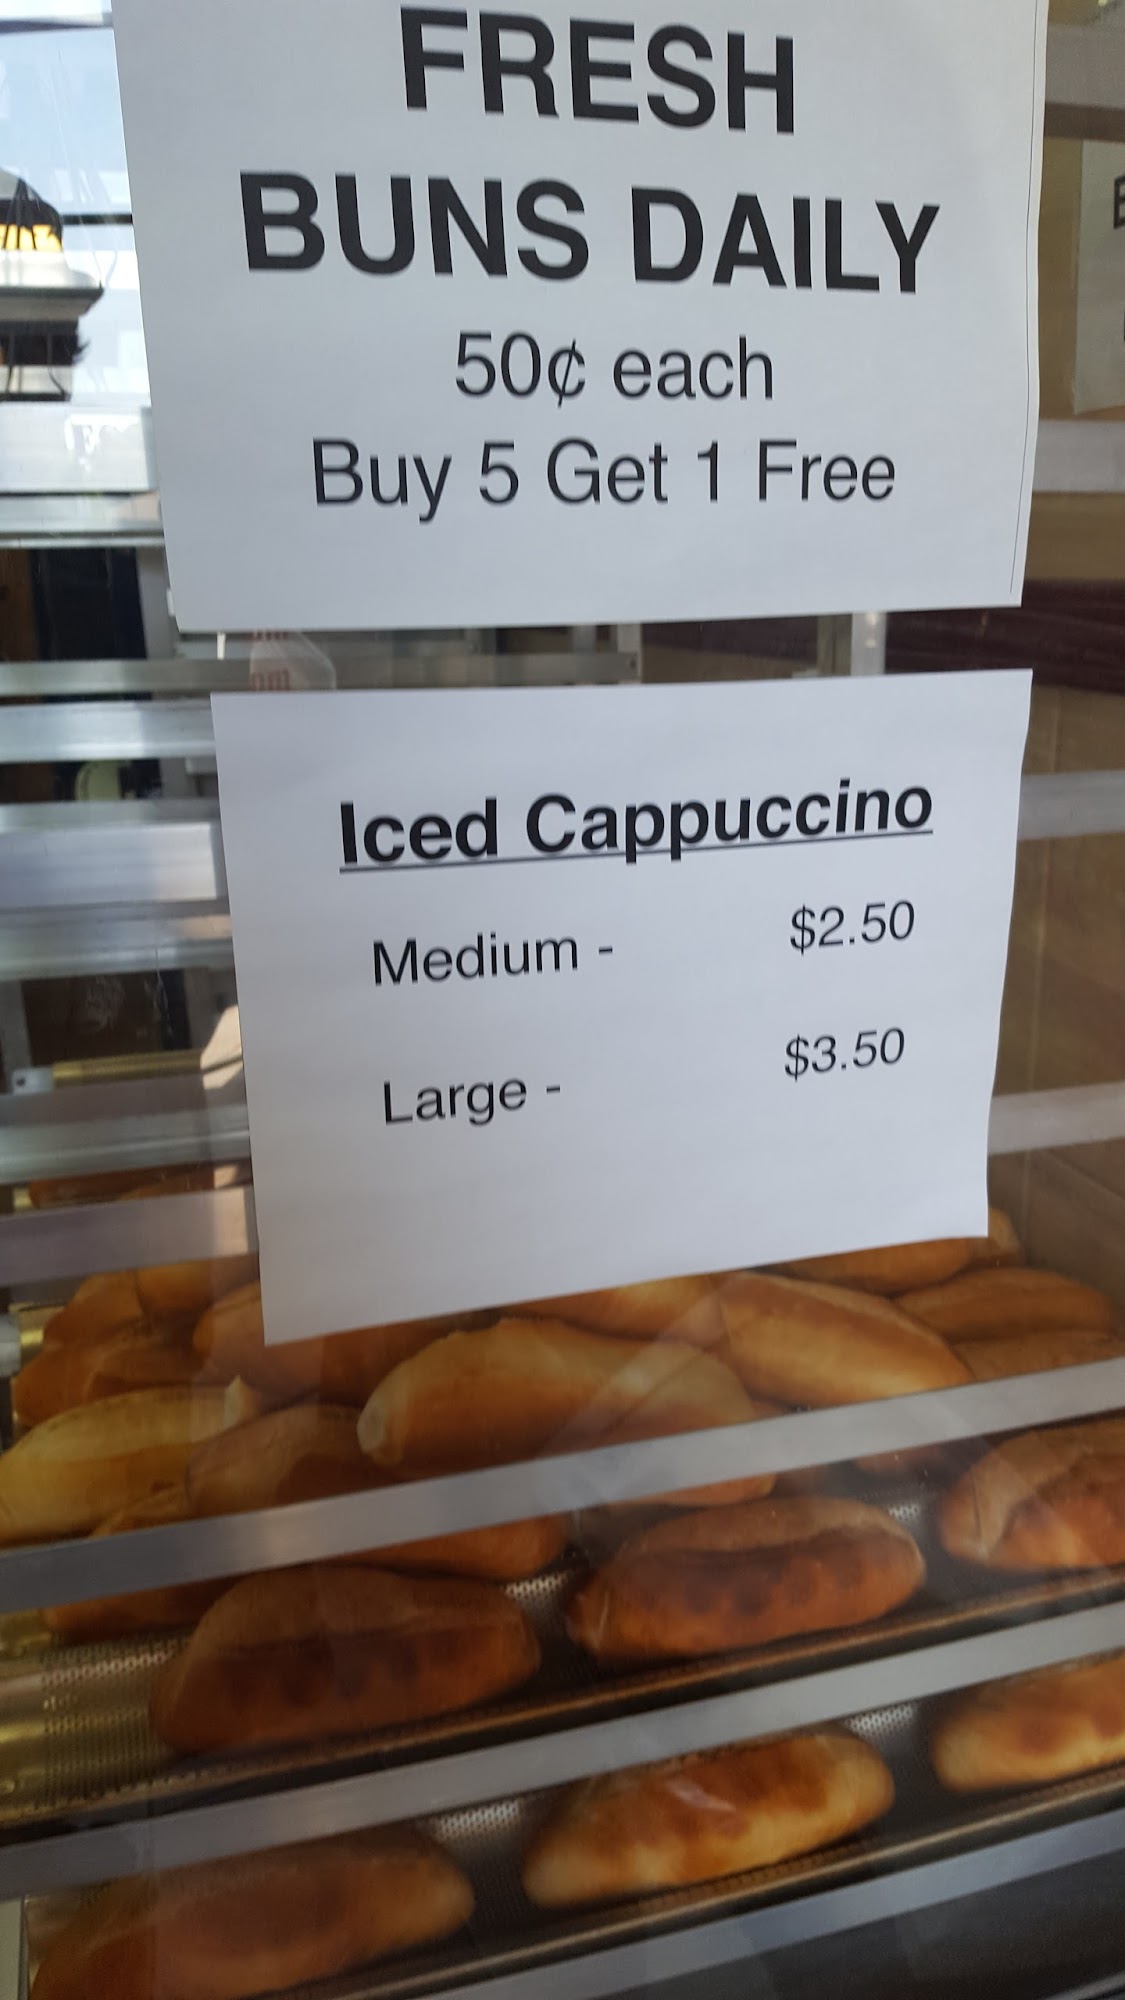 FRESH
BUNS DAILY
50¢ each
Buy 5 Get 1 Free
Iced Cappuccino
Medium - $2.50
Large - $3.50